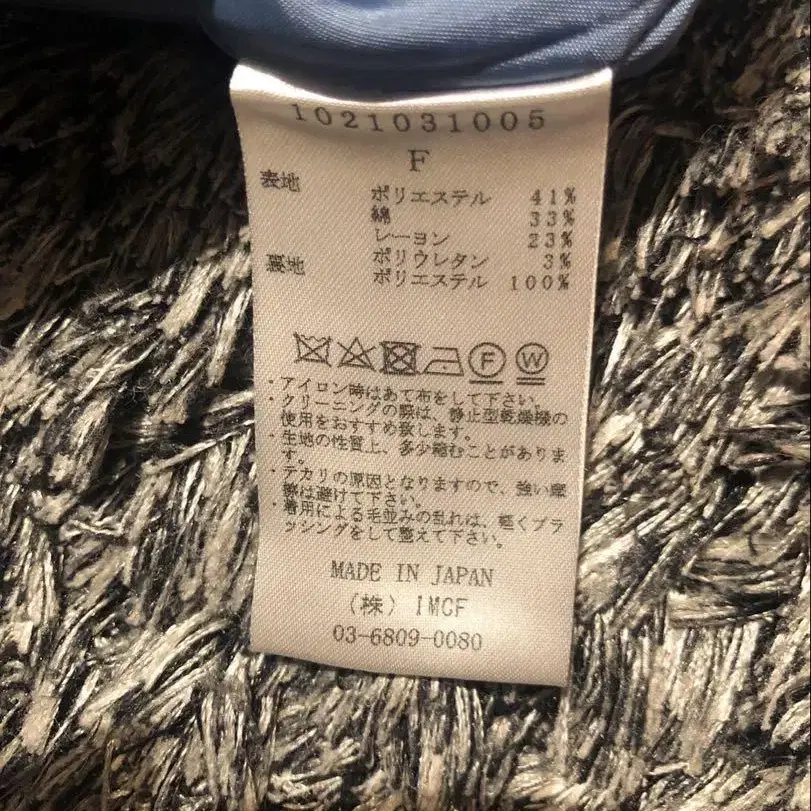 1021031005
F
表地 ポリエステル 41%
綿 33%
レーヨン 23%
ポリウレタン 3%
裏地 ポリエステル 100%
F W
・アイロン時はあて布をして下さい。
・クリーニングの際は、静止型乾燥機の
使用をおすすめ致します。
・生地の性質上、多少縮むことがありま
す。
・テカリの原因となりますので、強い摩
擦は避けて下さい。
・着用による毛並みの乱れは、軽くブラ
ッシングをして整えて下さい。
MADE IN JAPAN
(株) IMCF
03-6809-0080